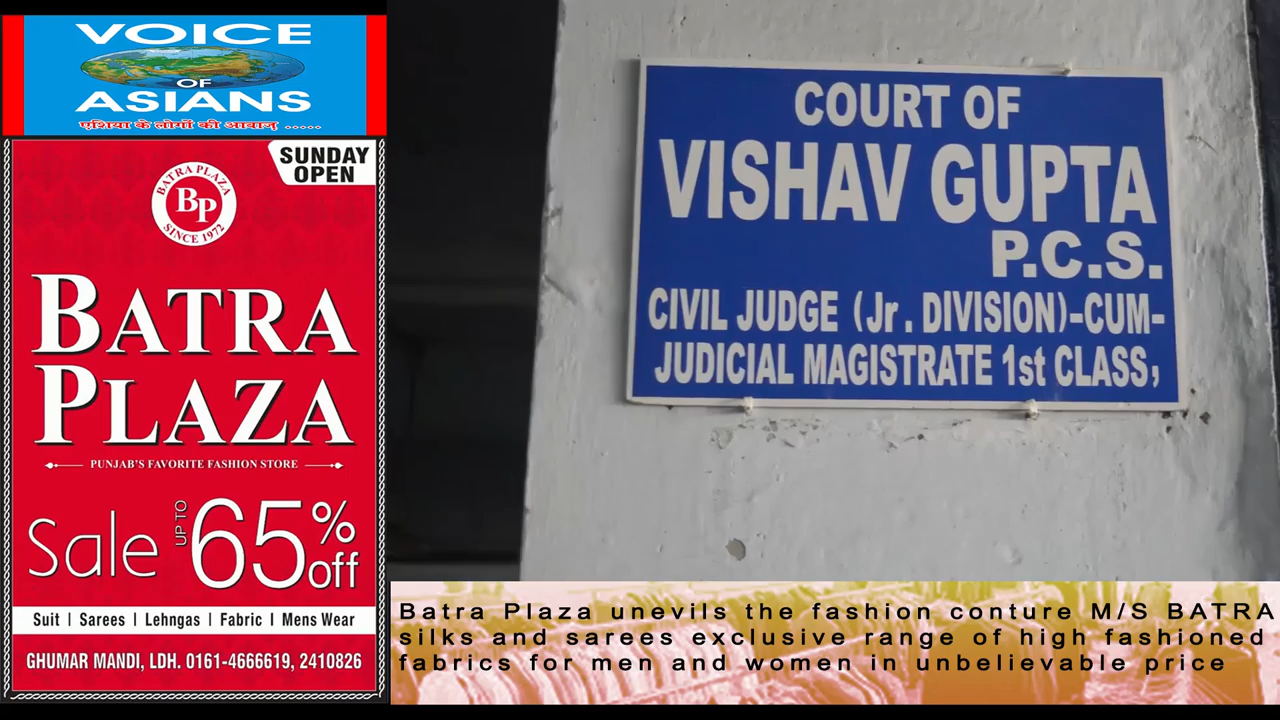 VOICE
OF
ASIANS
एशिया के लोगों की आवाज़ .....
SUNDAY
OPEN
BATRA PLAZA
BP
SINCE 1972
BATRA
PLAZA
PUNJAB'S FAVORITE FASHION STORE
Sale UPTO 65% off
Suit | Sarees | Lehngas | Fabric | Mens Wear
GHUMAR MANDI, LDH. 0161-4666619, 2410826
COURT OF
VISHAV GUPTA
P.C.S.
CIVIL JUDGE (Jr. DIVISION)-CUM-
JUDICIAL MAGISTRATE 1st CLASS,
Batra Plaza unevils the fashion conture M/S BATRA
silks and sarees exclusive range of high fashioned
fabrics for men and women in unbelievable price